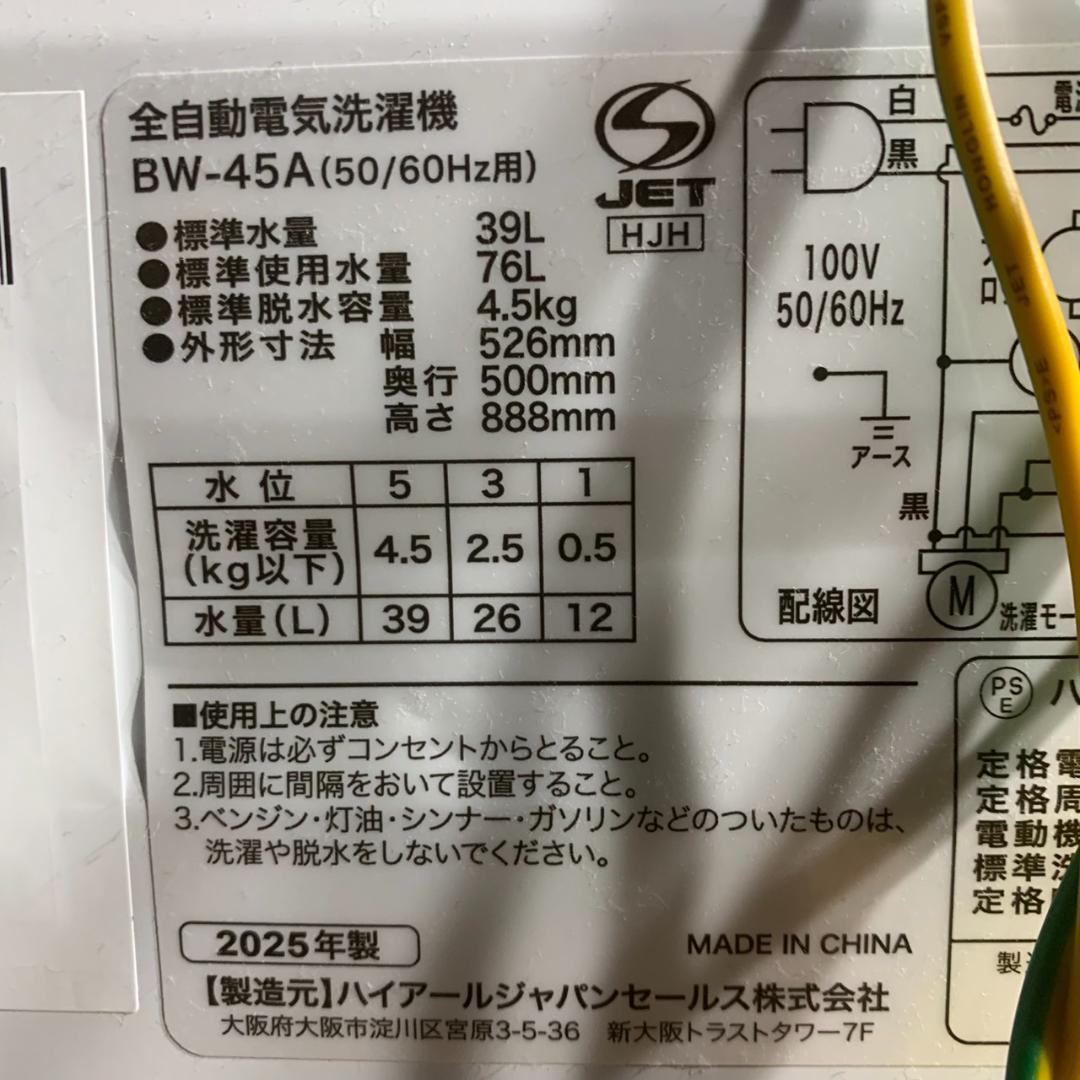 全自動電気洗濯機
BW-45A(50/60Hz用)
JET
HJH
●標準水量 39L
●標準使用水量 76L
●標準脱水容量 4.5kg
●外形寸法 幅 526mm
奥行 500mm
高さ 888mm
水位 5 3 1
洗濯容量(kg以下) 4.5 2.5 0.5
水量(L) 39 26 12
■使用上の注意
1.電源は必ずコンセントからとること。
2.周囲に間隔をおいて設置すること。
3.ベンジン・灯油・シンナー・ガソリンなどのついたものは、
洗濯や脱水をしないでください。
2025年製
MADE IN CHINA
【製造元】ハイアールジャパンセールス株式会社
大阪府大阪市淀川区宮原3-5-36 新大阪トラストタワー7F
白
黒
100V
50/60Hz
アース
黒
M
洗濯モー
配線図
PS
E
ハ
定格電
定格周
電動機
標準洗
定格
製
HONGLIN
JET
<PS>E